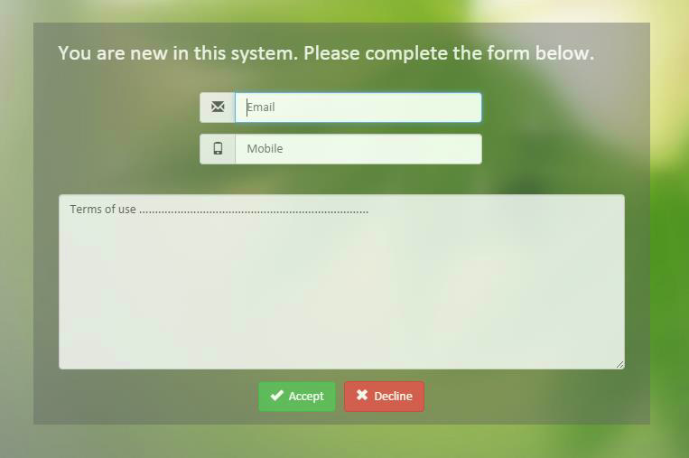 You are new in this system. Please complete the form below.
Email
Mobile
Terms of use ........................................................................
Accept
Decline